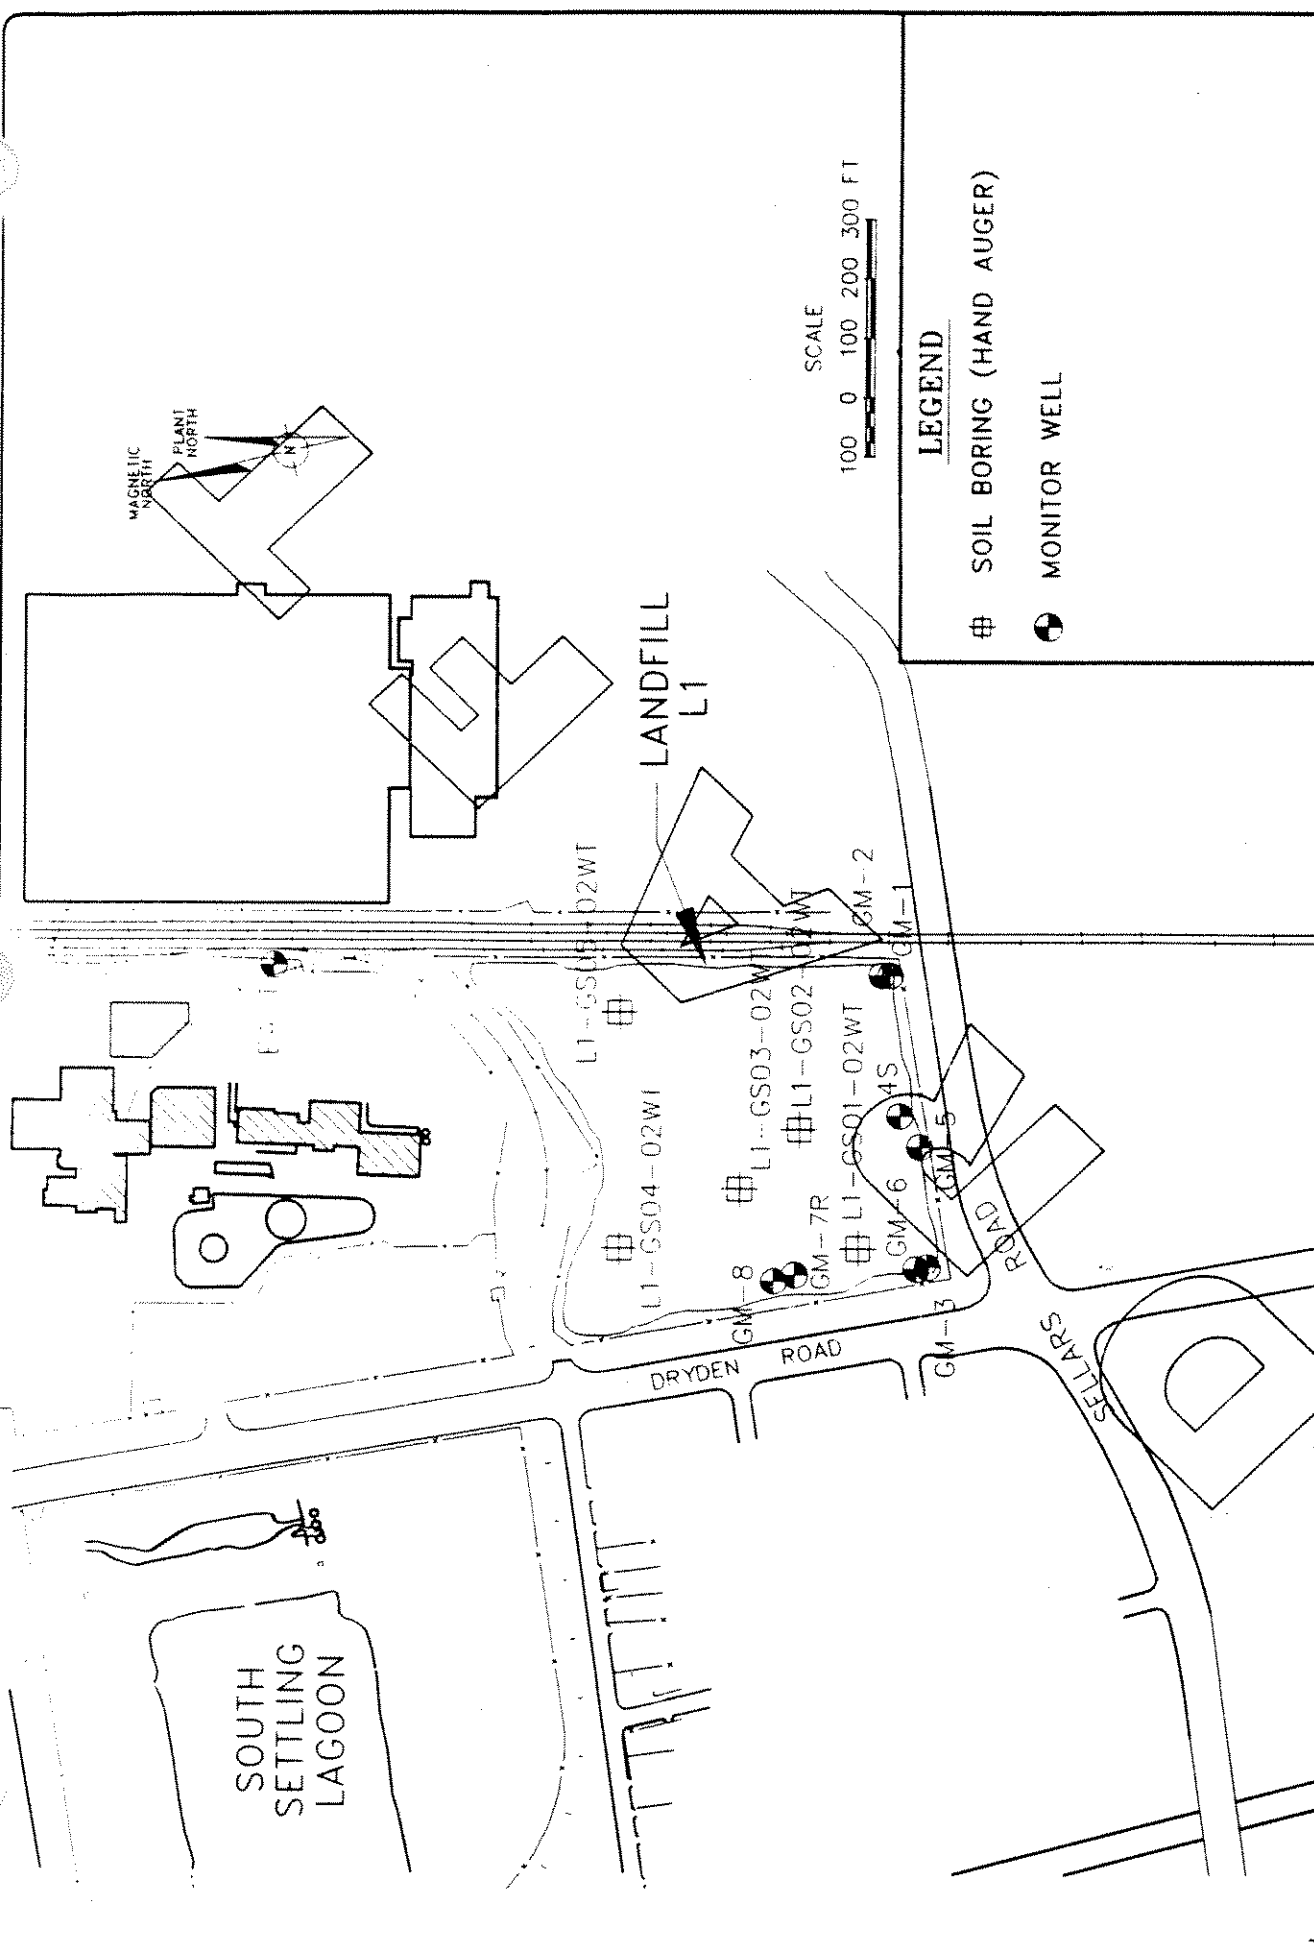 MAGNETIC
NORTH
PLANT
NORTH
N
SCALE
100 0 100 200 300 FT
LEGEND
SOIL BORING (HAND AUGER)
MONITOR WELL
LANDFILL
L1
GM-2
GM-1
L1-GS03-02WT
L1-GS02-02WT
L1-GS01-02WT
L1-GS04-02WT
4S
GM-5
GM-6
GM-7R
GM-8
GM-3
DRYDEN ROAD
SELLARS ROAD
SOUTH
SETTLING
LAGOON